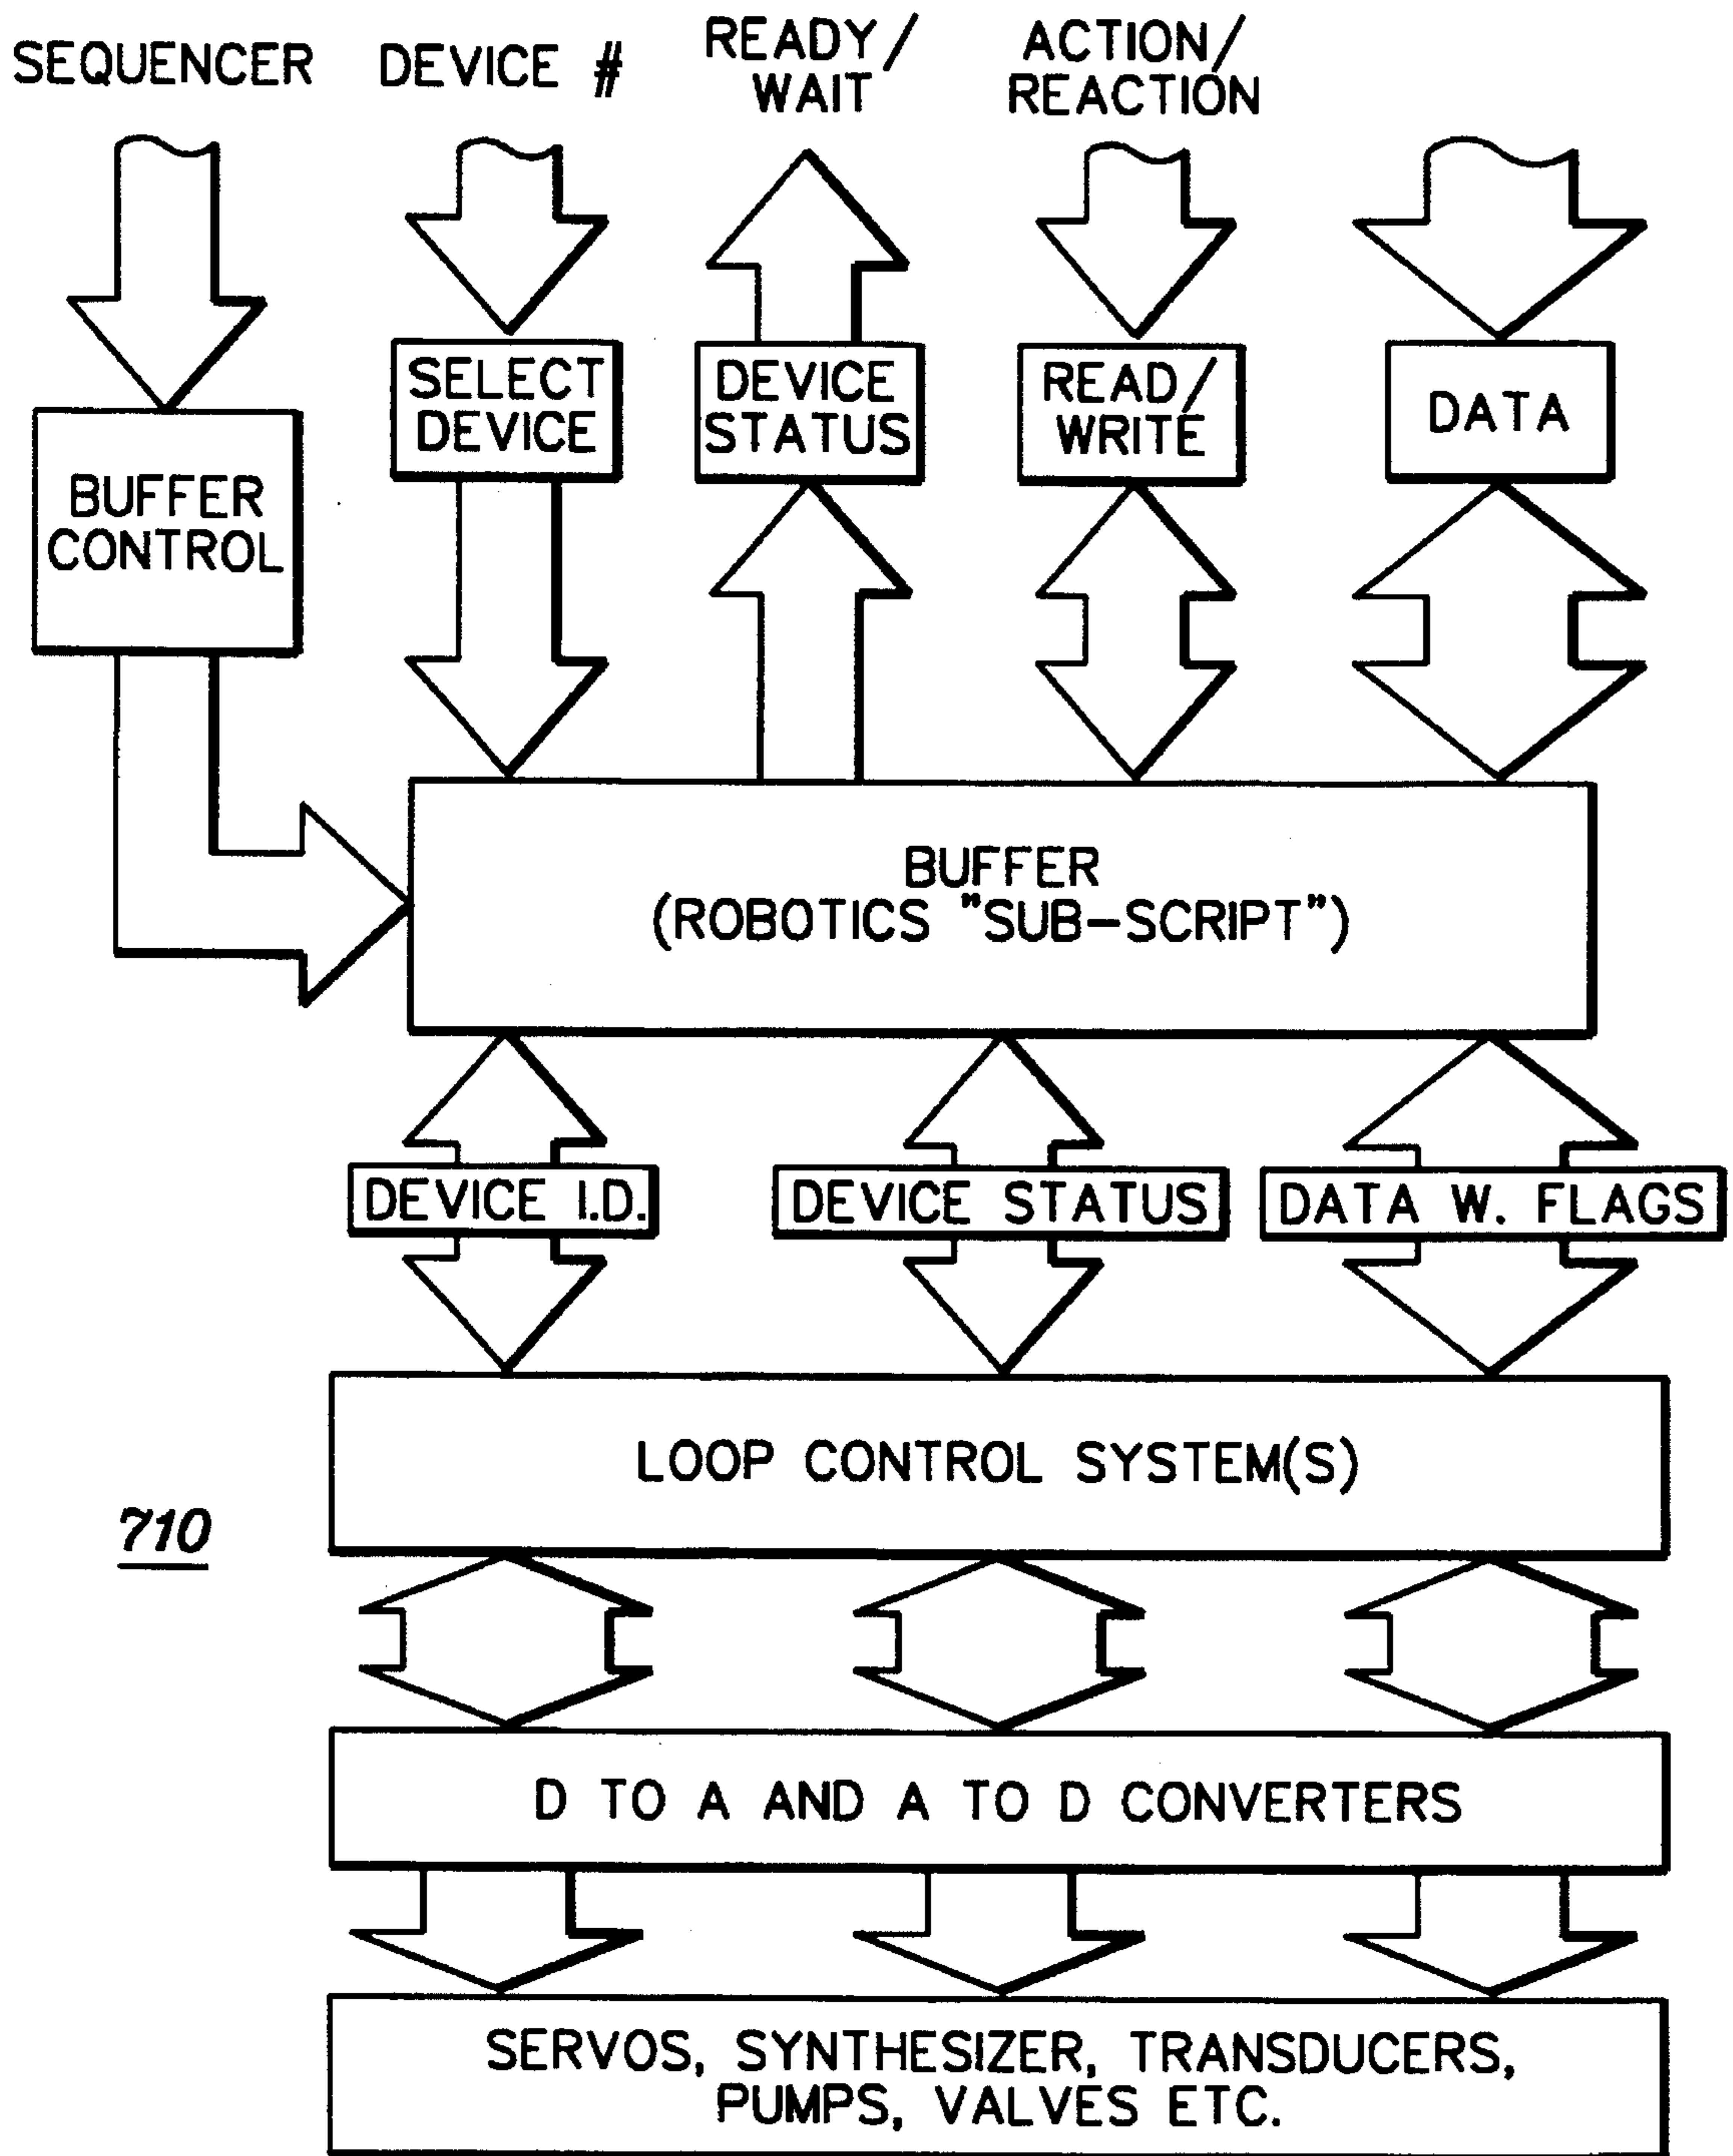 SEQUENCER
DEVICE #
READY/
WAIT
ACTION/
REACTION
SELECT
DEVICE
DEVICE
STATUS
READ/
WRITE
DATA
BUFFER
CONTROL
BUFFER
(ROBOTICS "SUB-SCRIPT")
DEVICE I.D.
DEVICE STATUS
DATA W. FLAGS
LOOP CONTROL SYSTEM(S)
710
D TO A AND A TO D CONVERTERS
SERVOS, SYNTHESIZER, TRANSDUCERS,
PUMPS, VALVES ETC.